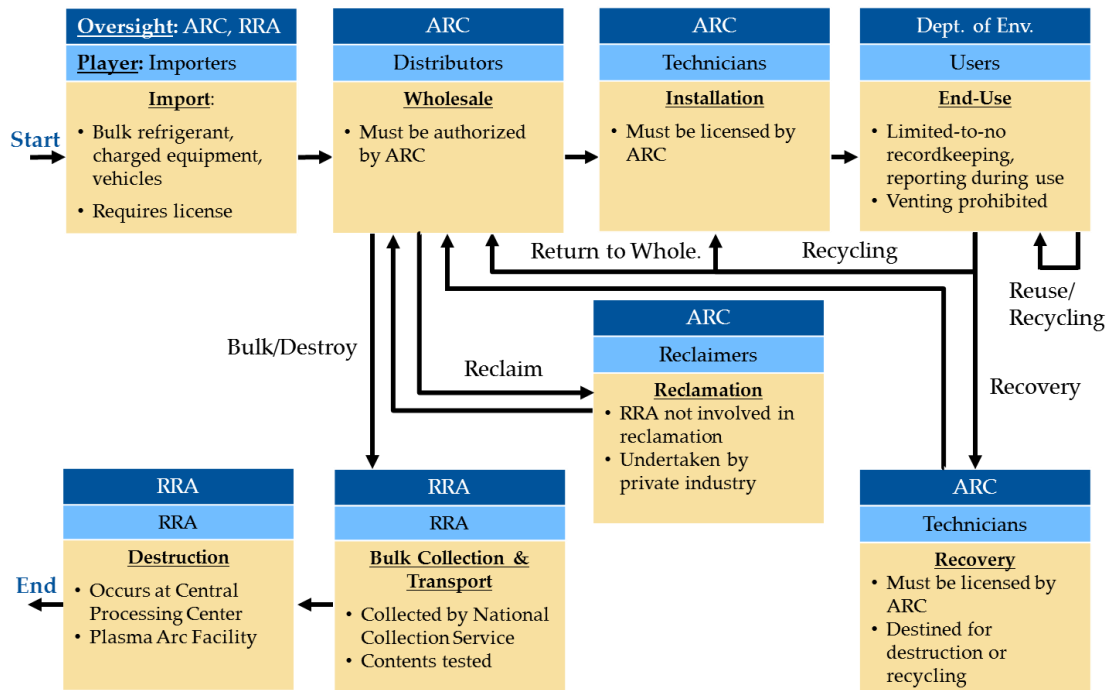 Oversight: ARC, RRA
Player: Importers
Import:
• Bulk refrigerant,
charged equipment,
vehicles
• Requires license
Start
ARC
Distributors
Wholesale
• Must be authorized
by ARC
ARC
Technicians
Installation
• Must be licensed by
ARC
Dept. of Env.
Users
End-Use
• Limited-to-no
recordkeeping,
reporting during use
• Venting prohibited
Return to Whole.
Recycling
Reuse/
Recycling
Bulk/Destroy
Reclaim
ARC
Reclaimers
Reclamation
• RRA not involved in
reclamation
• Undertaken by
private industry
Recovery
RRA
RRA
Destruction
• Occurs at Central
Processing Center
• Plasma Arc Facility
End
RRA
RRA
Bulk Collection &
Transport
• Collected by National
Collection Service
• Contents tested
ARC
Technicians
Recovery
• Must be licensed by
ARC
• Destined for
destruction or
recycling